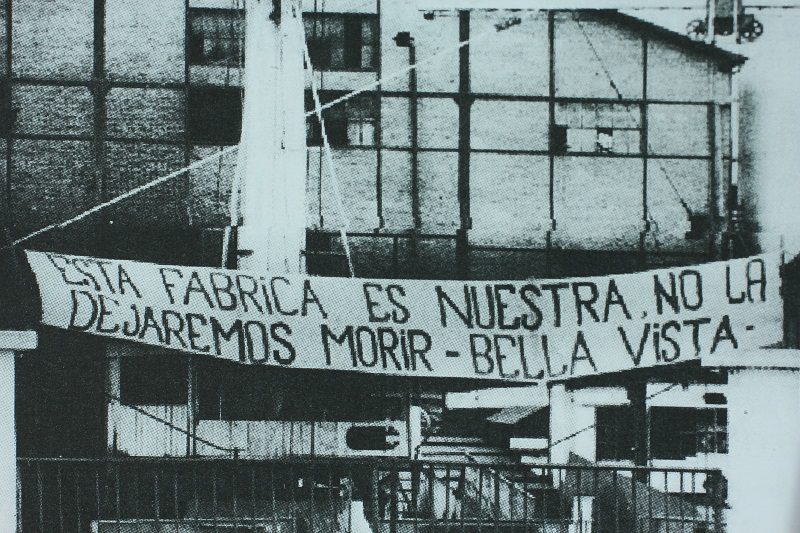 ESTA FABRiCA ES NUESTRA, NO LA
DEJAREMOS MORiR - BELLA ViSTA -